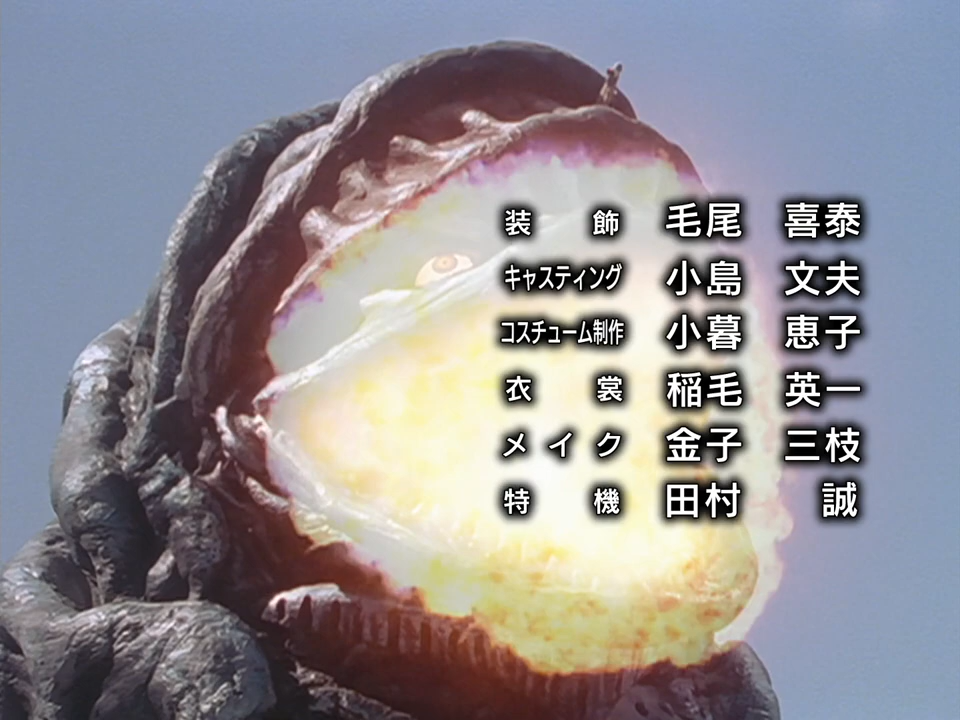 装飾 毛尾 喜泰
キャスティング 小島 文夫
コスチューム制作 小暮 恵子
衣裳 稲毛 英一
メイク 金子 三枝
特機 田村 誠